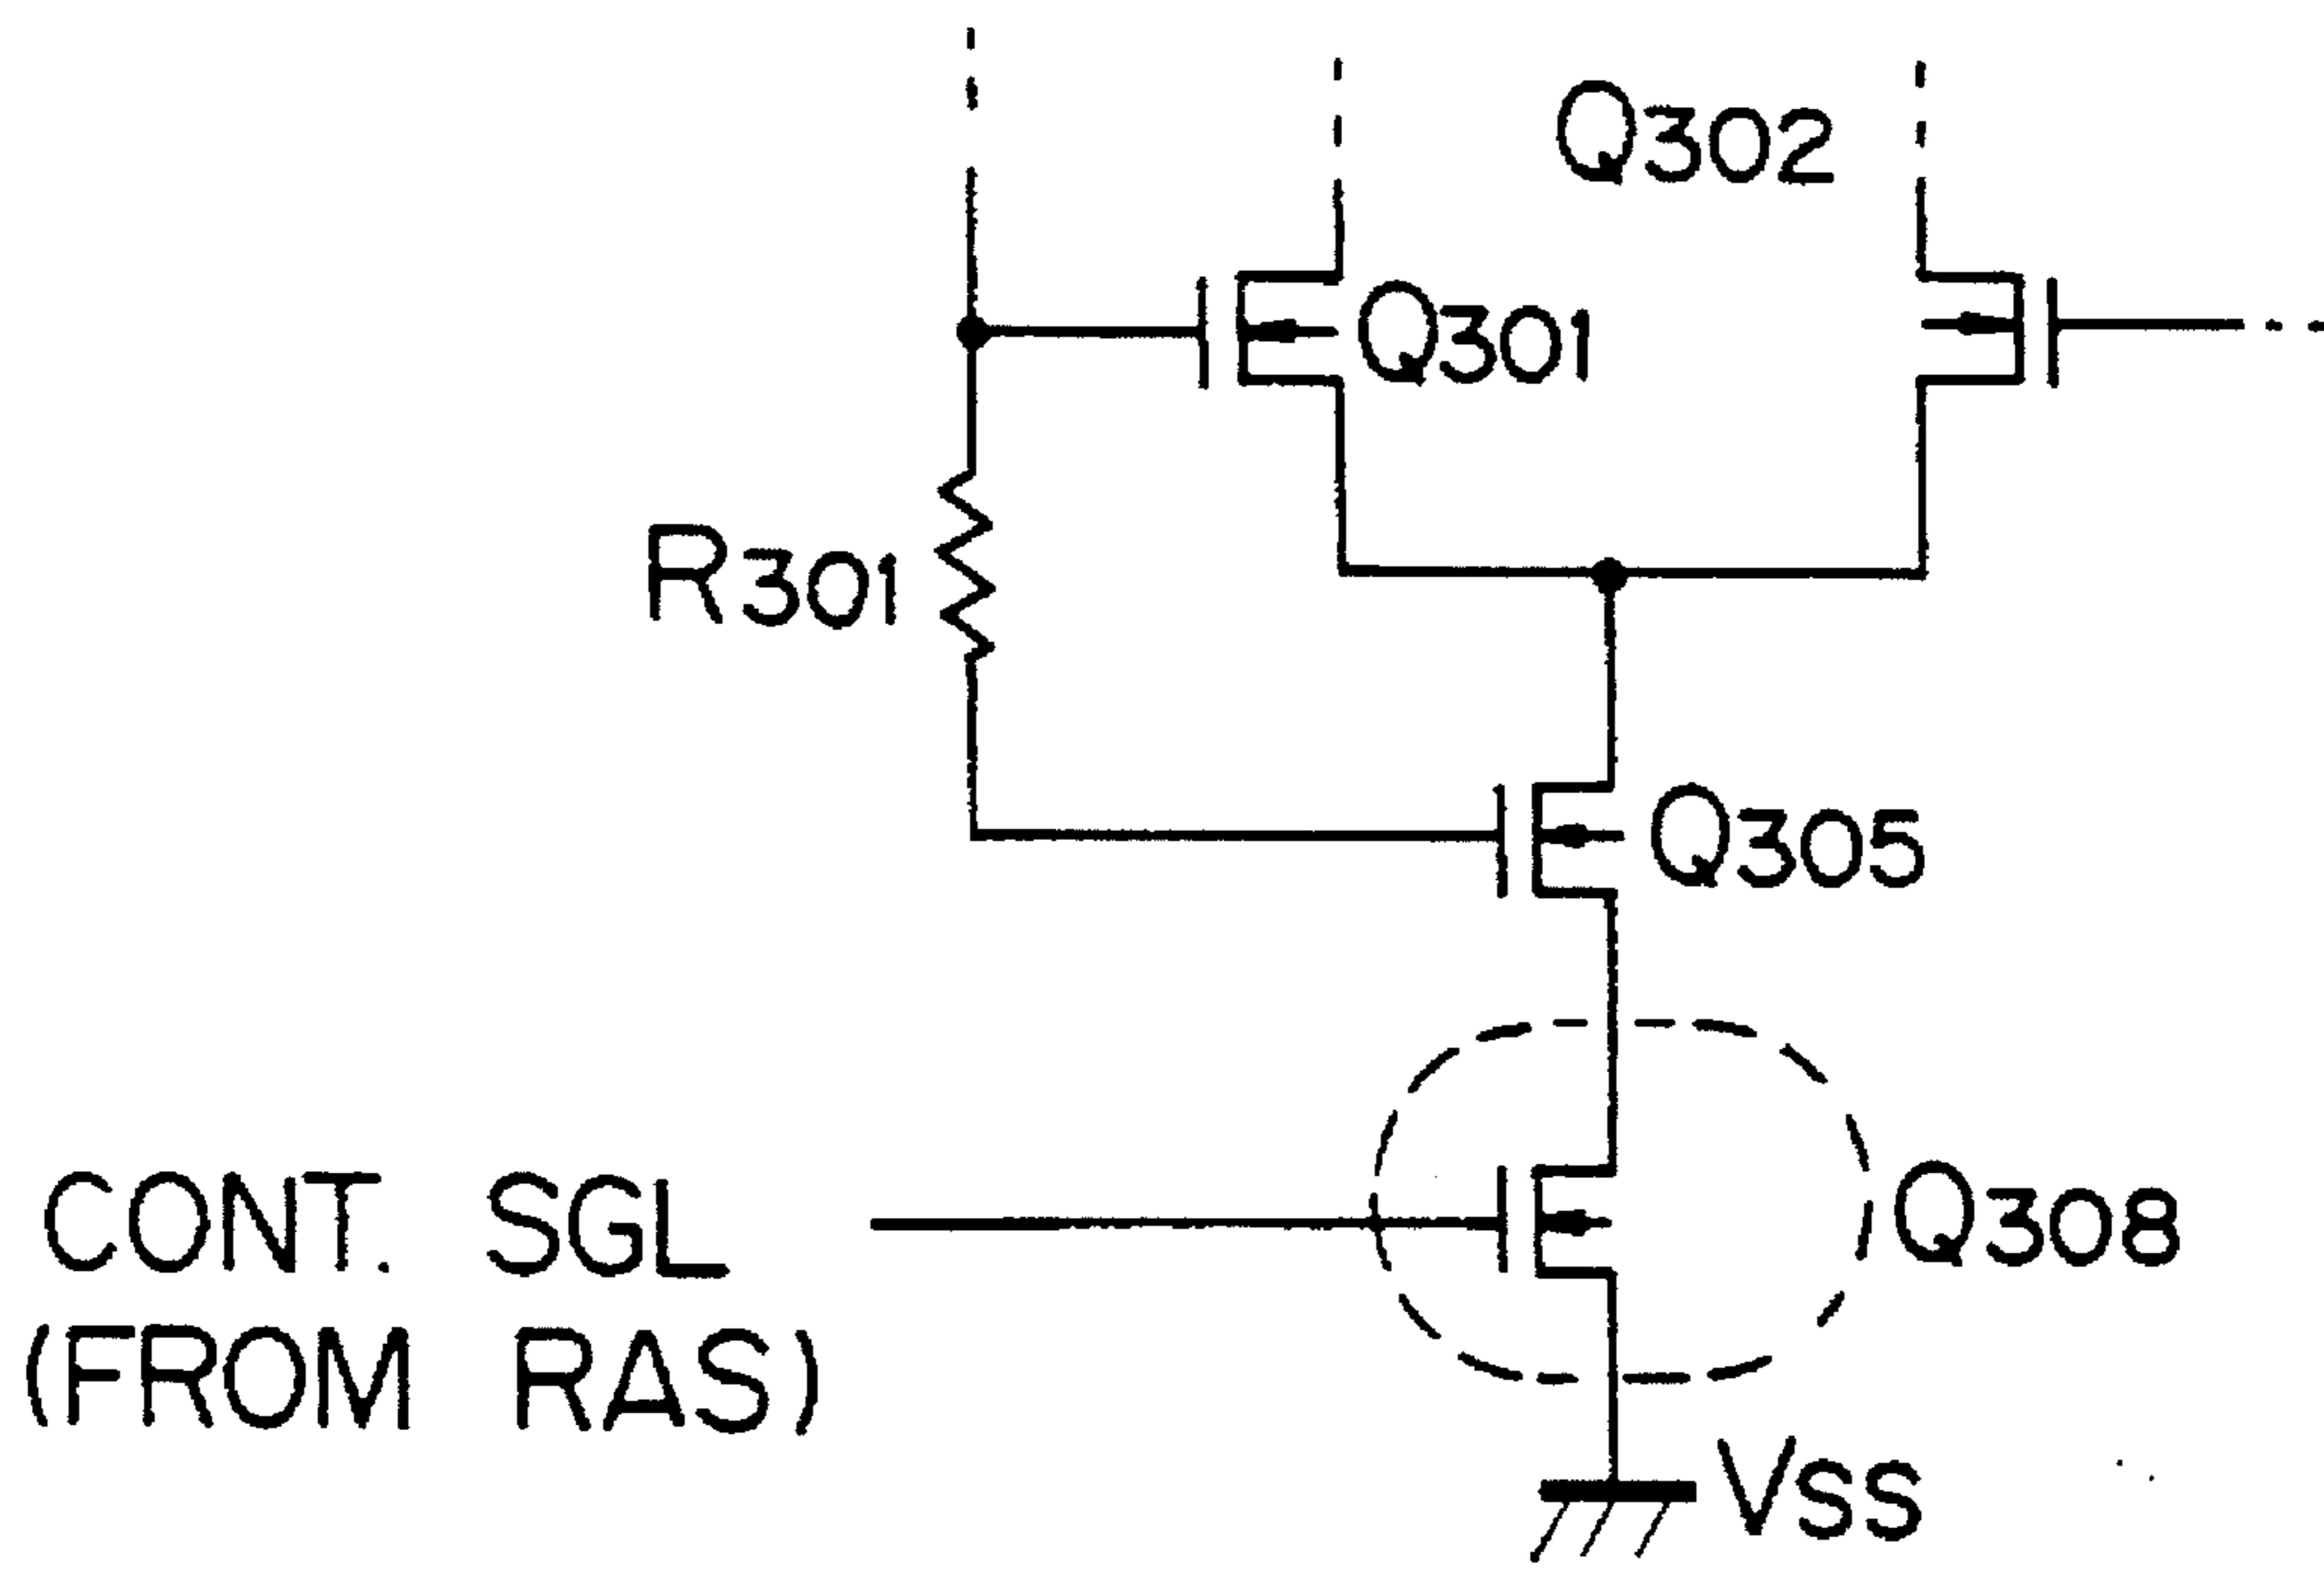 Q302
Q301
R301
Q305
CONT. SGL
(FROM RAS)
Q308
Vss